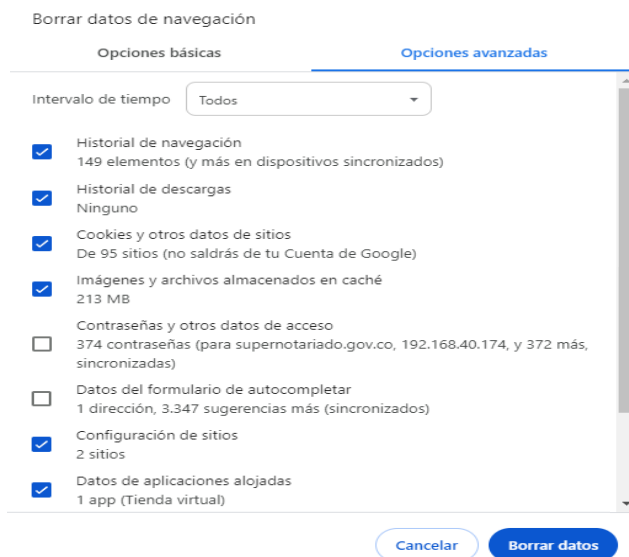 Borrar datos de navegación
Opciones básicas
Opciones avanzadas
Intervalo de tiempo
Todos
Historial de navegación
149 elementos (y más en dispositivos sincronizados)
Historial de descargas
Ninguno
Cookies y otros datos de sitios
De 95 sitios (no saldrás de tu Cuenta de Google)
Imágenes y archivos almacenados en caché
213 MB
Contraseñas y otros datos de acceso
374 contraseñas (para supernotariado.gov.co, 192.168.40.174, y 372 más,
sincronizadas)
Datos del formulario de autocompletar
1 dirección, 3.347 sugerencias más (sincronizados)
Configuración de sitios
2 sitios
Datos de aplicaciones alojadas
1 app (Tienda virtual)
Cancelar
Borrar datos